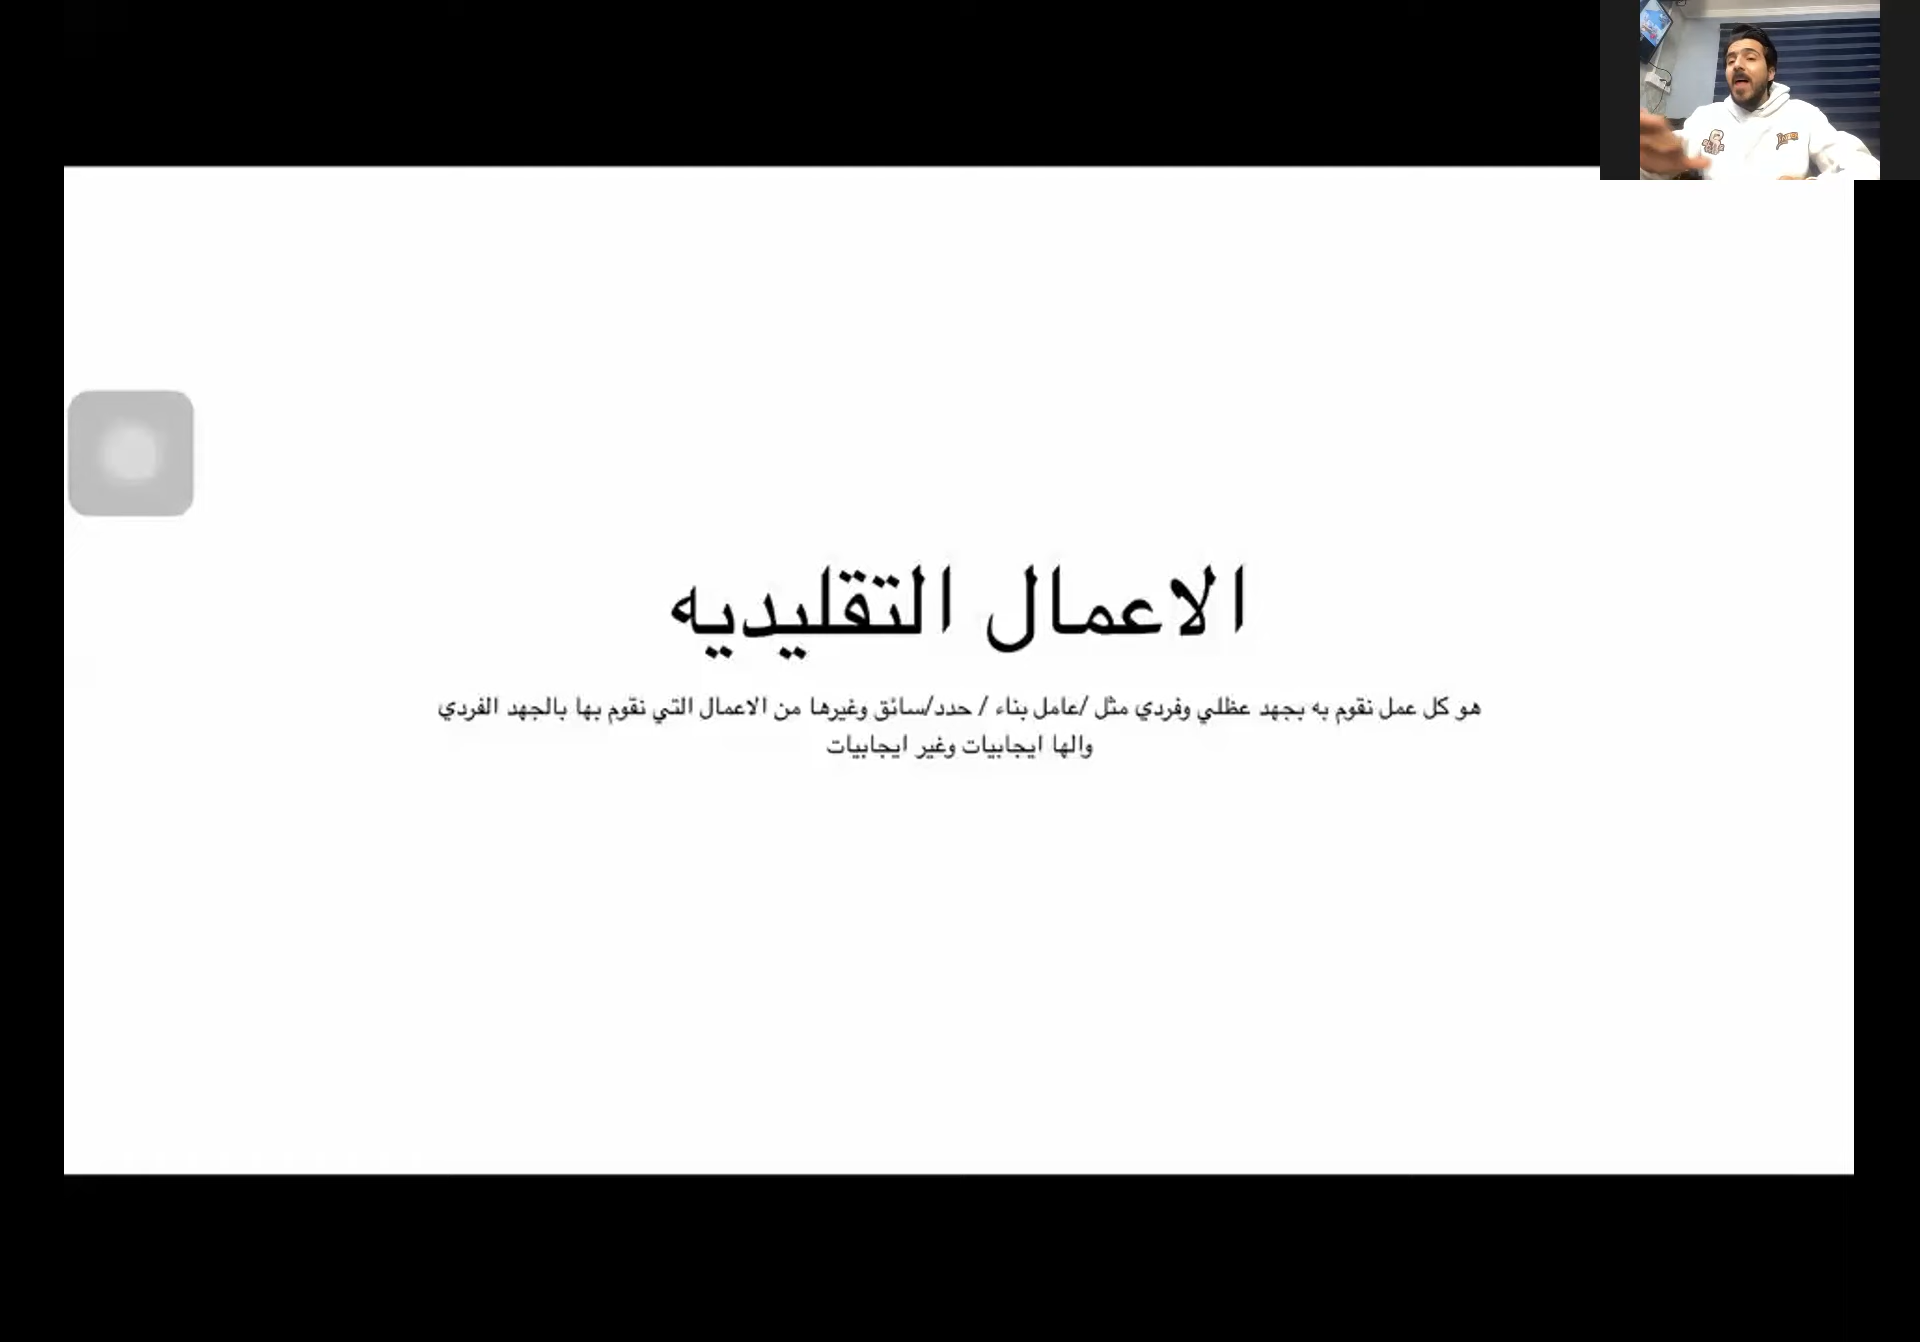 الاعمال التقليديه
هو كل عمل نقوم به بجهد عظلي وفردي مثل /عامل بناء / حدد/سائق وغيرها من الاعمال التي نقوم بها بالجهد الفردي
والها ايجابيات وغير ايجابيات